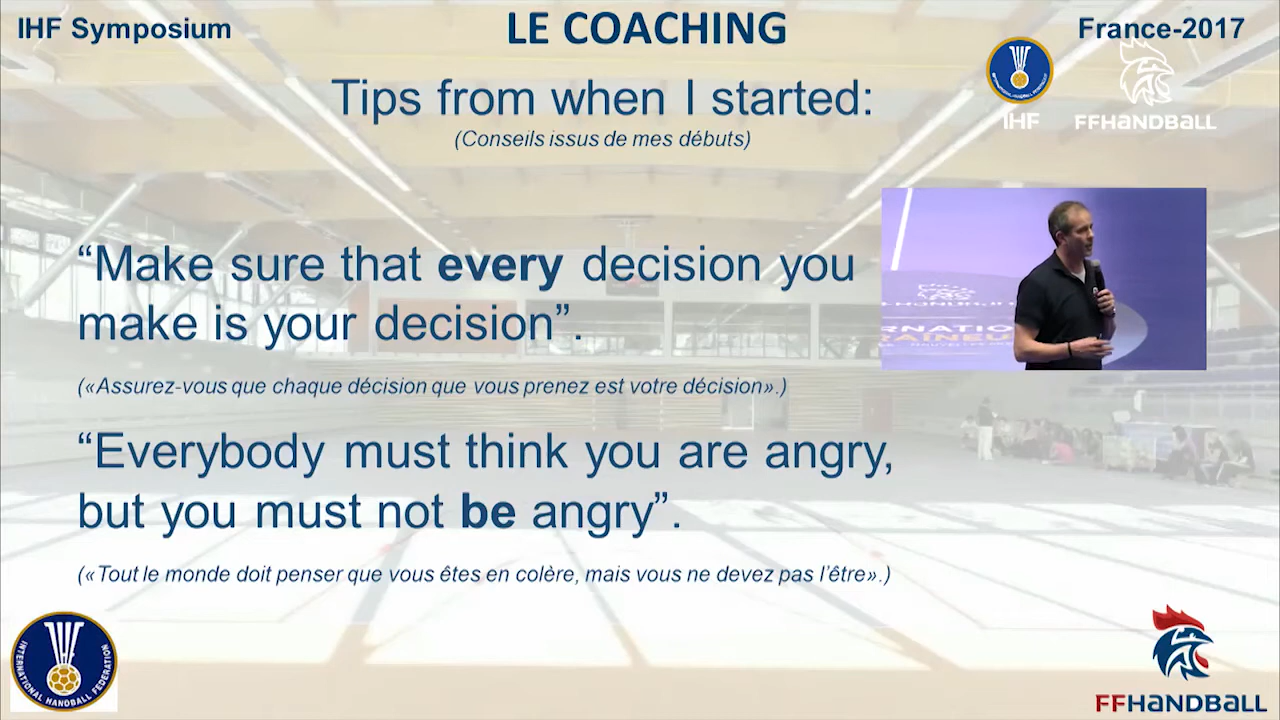 IHF Symposium
LE COACHING
France-2017
Tips from when I started:
(Conseils issus de mes débuts)
IHF
FFHANDBALL
“Make sure that every decision you
make is your decision”.
(«Assurez-vous que chaque décision que vous prenez est votre décision».)
“Everybody must think you are angry,
but you must not be angry”.
(«Tout le monde doit penser que vous êtes en colère, mais vous ne devez pas l’être».)
INTERNATIONAL HANDBALL FEDERATION
FFHANDBALL